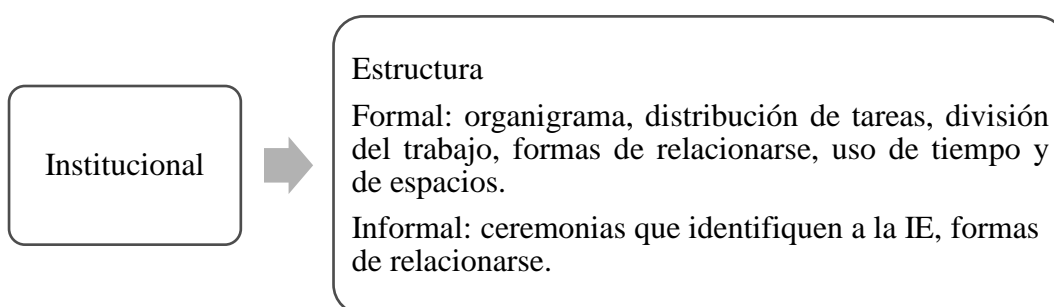 Institucional
Estructura
Formal: organigrama, distribución de tareas, división
del trabajo, formas de relacionarse, uso de tiempo y
de espacios.
Informal: ceremonias que identifiquen a la IE, formas
de relacionarse.